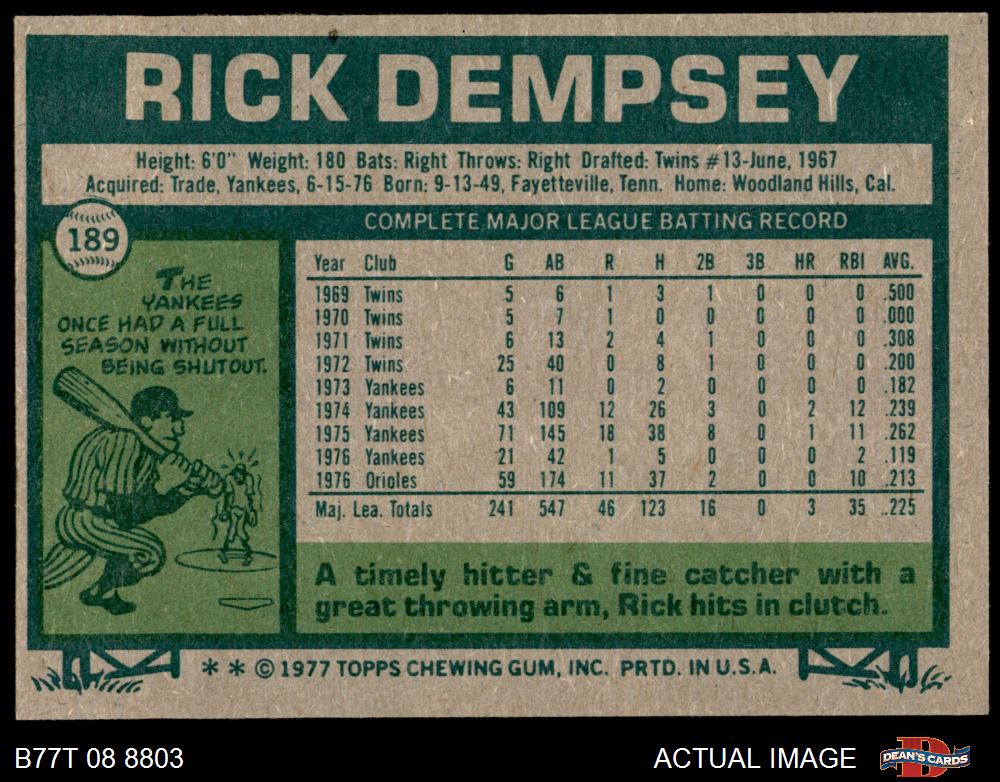 RICK DEMPSEY
Height: 6'0" Weight: 180 Bats: Right Throws: Right Drafted: Twins #13-June, 1967
Acquired: Trade, Yankees, 6-15-76 Born: 9-13-49, Fayetteville, Tenn. Home: Woodland Hills, Cal.
189
COMPLETE MAJOR LEAGUE BATTING RECORD
THE
YANKEES
ONCE HAD A FULL
SEASON WITHOUT
BEING SHUTOUT.
Year Club G AB R H 2B 3B HR RBI AVG.
1969 Twins 5 6 1 3 1 0 0 0 .500
1970 Twins 5 7 1 0 0 0 0 0 .000
1971 Twins 6 13 2 4 1 0 0 0 .308
1972 Twins 25 40 0 8 1 0 0 0 .200
1973 Yankees 6 11 0 2 0 0 0 0 .182
1974 Yankees 43 109 12 26 3 0 2 12 .239
1975 Yankees 71 145 18 38 8 0 1 11 .262
1976 Yankees 21 42 1 5 0 0 0 2 .119
1976 Orioles 59 174 11 37 2 0 0 10 .213
Maj. Lea. Totals 241 547 46 123 16 0 3 35 .225
A timely hitter & fine catcher with a
great throwing arm, Rick hits in clutch.
* * © 1977 TOPPS CHEWING GUM, INC. PRTD. IN U.S.A.
B77T 08 8803
ACTUAL IMAGE
DEAN'S CARDS